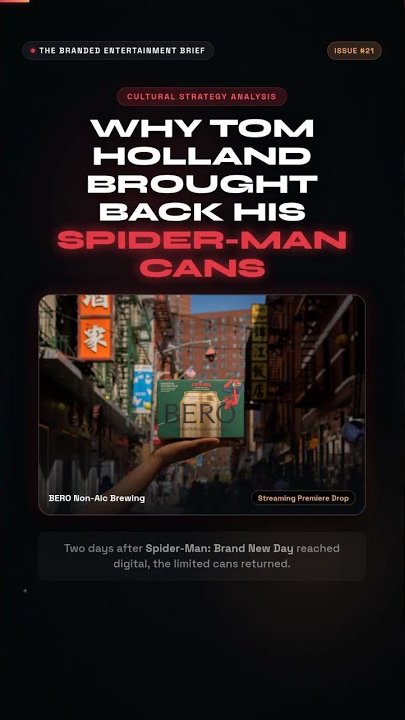 THE BRANDED ENTERTAINMENT BRIEF
ISSUE #21
CULTURAL STRATEGY ANALYSIS
WHY TOM
HOLLAND
BROUGHT
BACK HIS
SPIDER-MAN
CANS
酒
家
BERO
BERO Non-Alc Brewing
Streaming Premiere Drop
Two days after Spider-Man: Brand New Day reached
digital, the limited cans returned.